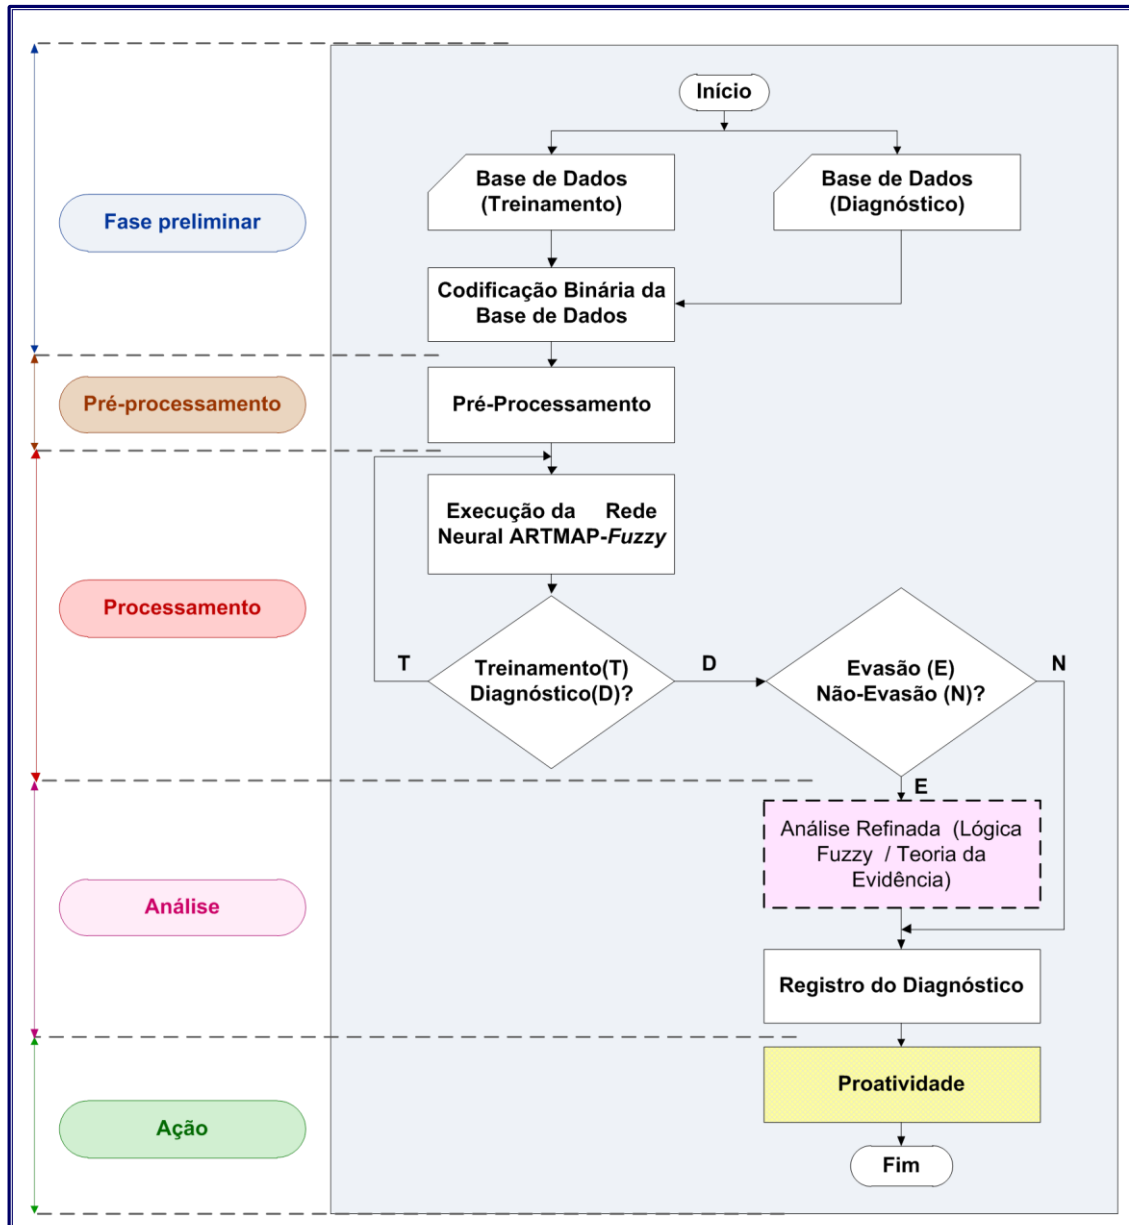 Início
Base de Dados
(Treinamento)
Base de Dados
(Diagnóstico)
Fase preliminar
Codificação Binária da
Base de Dados
Pré-processamento
Pré-Processamento
Execução da Rede
Neural ARTMAP-Fuzzy
Processamento
T
Treinamento(T)
Diagnóstico(D)?
D
Evasão (E)
Não-Evasão (N)?
N
E
Análise Refinada (Lógica
Fuzzy / Teoria da
Evidência)
Análise
Registro do Diagnóstico
Proatividade
Ação
Fim